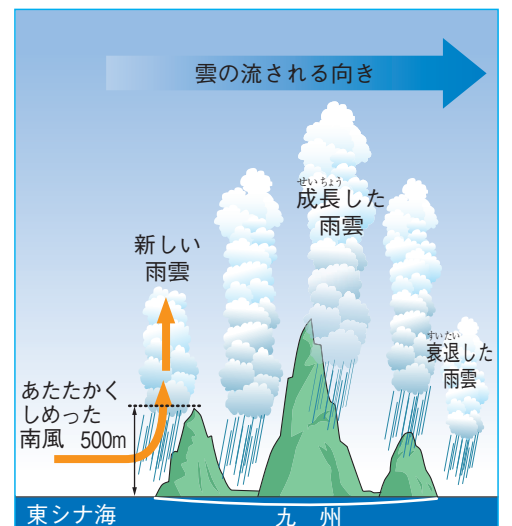 雲の流される向き
せいちょう
成長した
雨雲
新しい
雨雲
すいたい
衰退した
雨雲
あたたかく
しめった
南風 500m
東シナ海
九 州